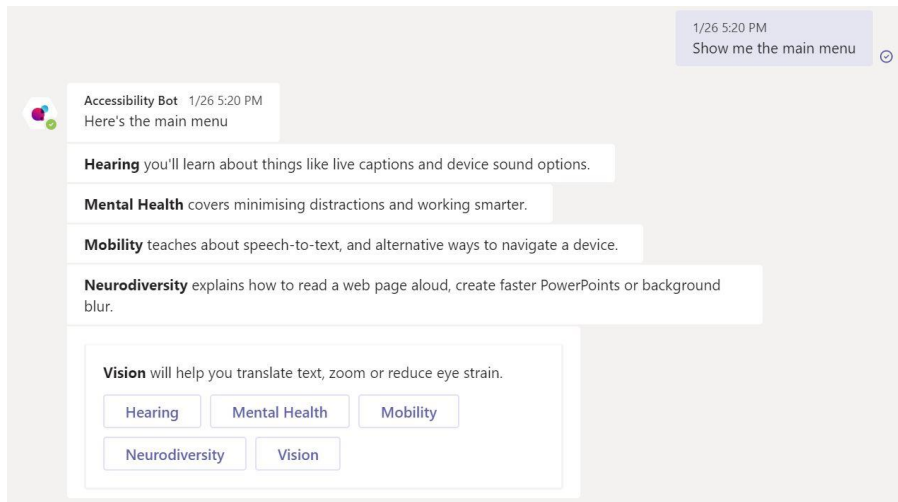 1/26 5:20 PM
Show me the main menu
Accessibility Bot 1/26 5:20 PM
Here's the main menu
Hearing you'll learn about things like live captions and device sound options.
Mental Health covers minimising distractions and working smarter.
Mobility teaches about speech-to-text, and alternative ways to navigate a device.
Neurodiversity explains how to read a web page aloud, create faster PowerPoints or background
blur.
Vision will help you translate text, zoom or reduce eye strain.
Hearing Mental Health Mobility
Neurodiversity Vision